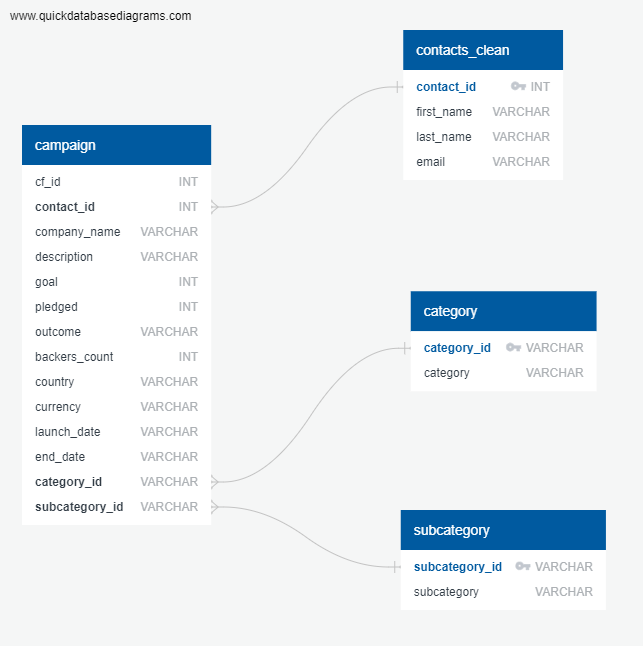 www.quickdatabasediagrams.com
contacts_clean
contact_id INT
first_name VARCHAR
last_name VARCHAR
email VARCHAR
campaign
cf_id INT
contact_id INT
company_name VARCHAR
description VARCHAR
goal INT
pledged INT
outcome VARCHAR
backers_count INT
country VARCHAR
currency VARCHAR
launch_date VARCHAR
end_date VARCHAR
category_id VARCHAR
subcategory_id VARCHAR
category
category_id VARCHAR
category VARCHAR
subcategory
subcategory_id VARCHAR
subcategory VARCHAR